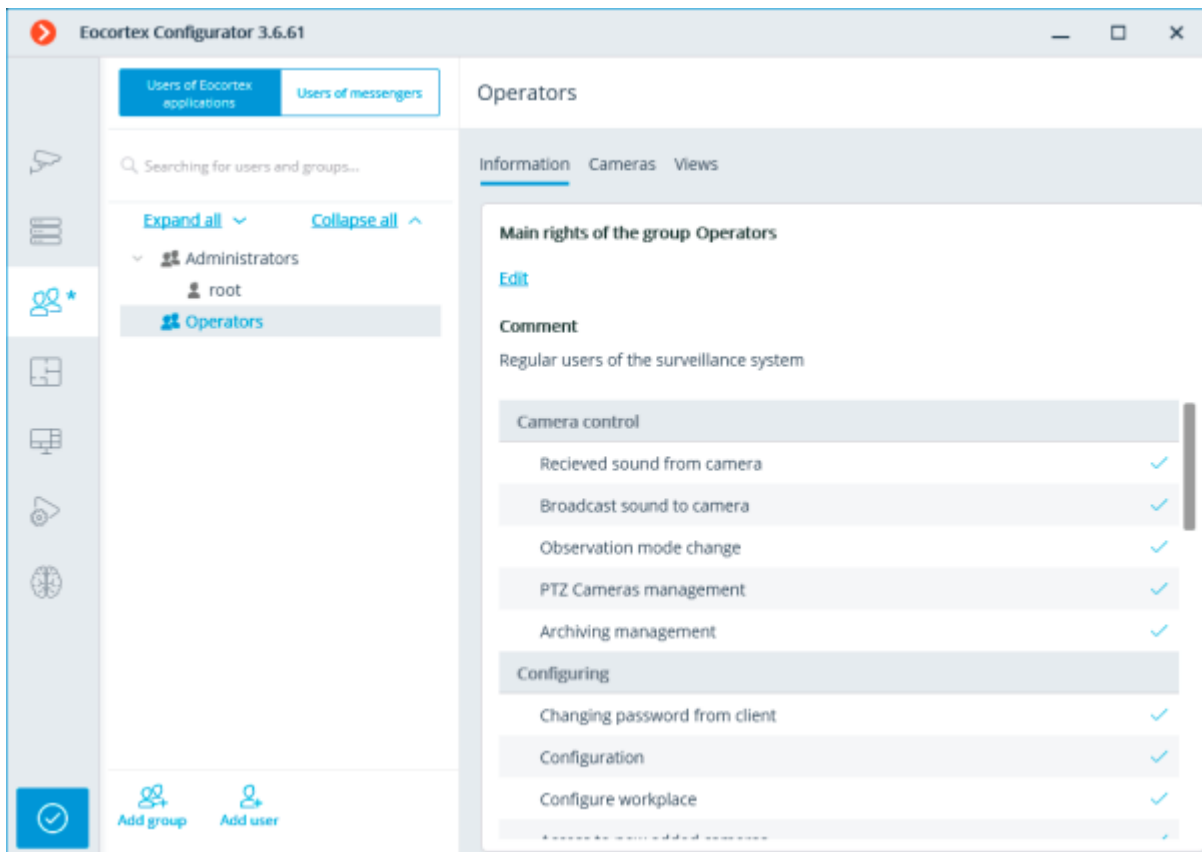 Eocortex Configurator 3.6.61
Users of Eocortex
applications
Users of messengers
Searching for users and groups...
Expand all
Collapse all
Administrators
root
Operators
Add group
Add user
Operators
Information Cameras Views
Main rights of the group Operators
Edit
Comment
Regular users of the surveillance system
Camera control
Recieved sound from camera
Broadcast sound to camera
Observation mode change
PTZ Cameras management
Archiving management
Configuring
Changing password from client
Configuration
Configure workplace